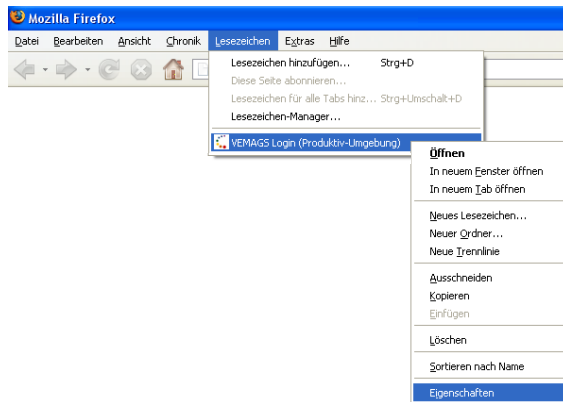 Mozilla Firefox
Datei Bearbeiten Ansicht Chronik Lesezeichen Extras Hilfe
Lesezeichen hinzufügen... Strg+D
Diese Seite abonnieren...
Lesezeichen für alle Tabs hinz... Strg+Umschalt+D
Lesezeichen-Manager...
VEMAGS Login (Produktiv-Umgebung)
Öffnen
In neuem Fenster öffnen
In neuem Tab öffnen
Neues Lesezeichen...
Neuer Ordner...
Neue Trennlinie
Ausschneiden
Kopieren
Einfügen
Löschen
Sortieren nach Name
Eigenschaften